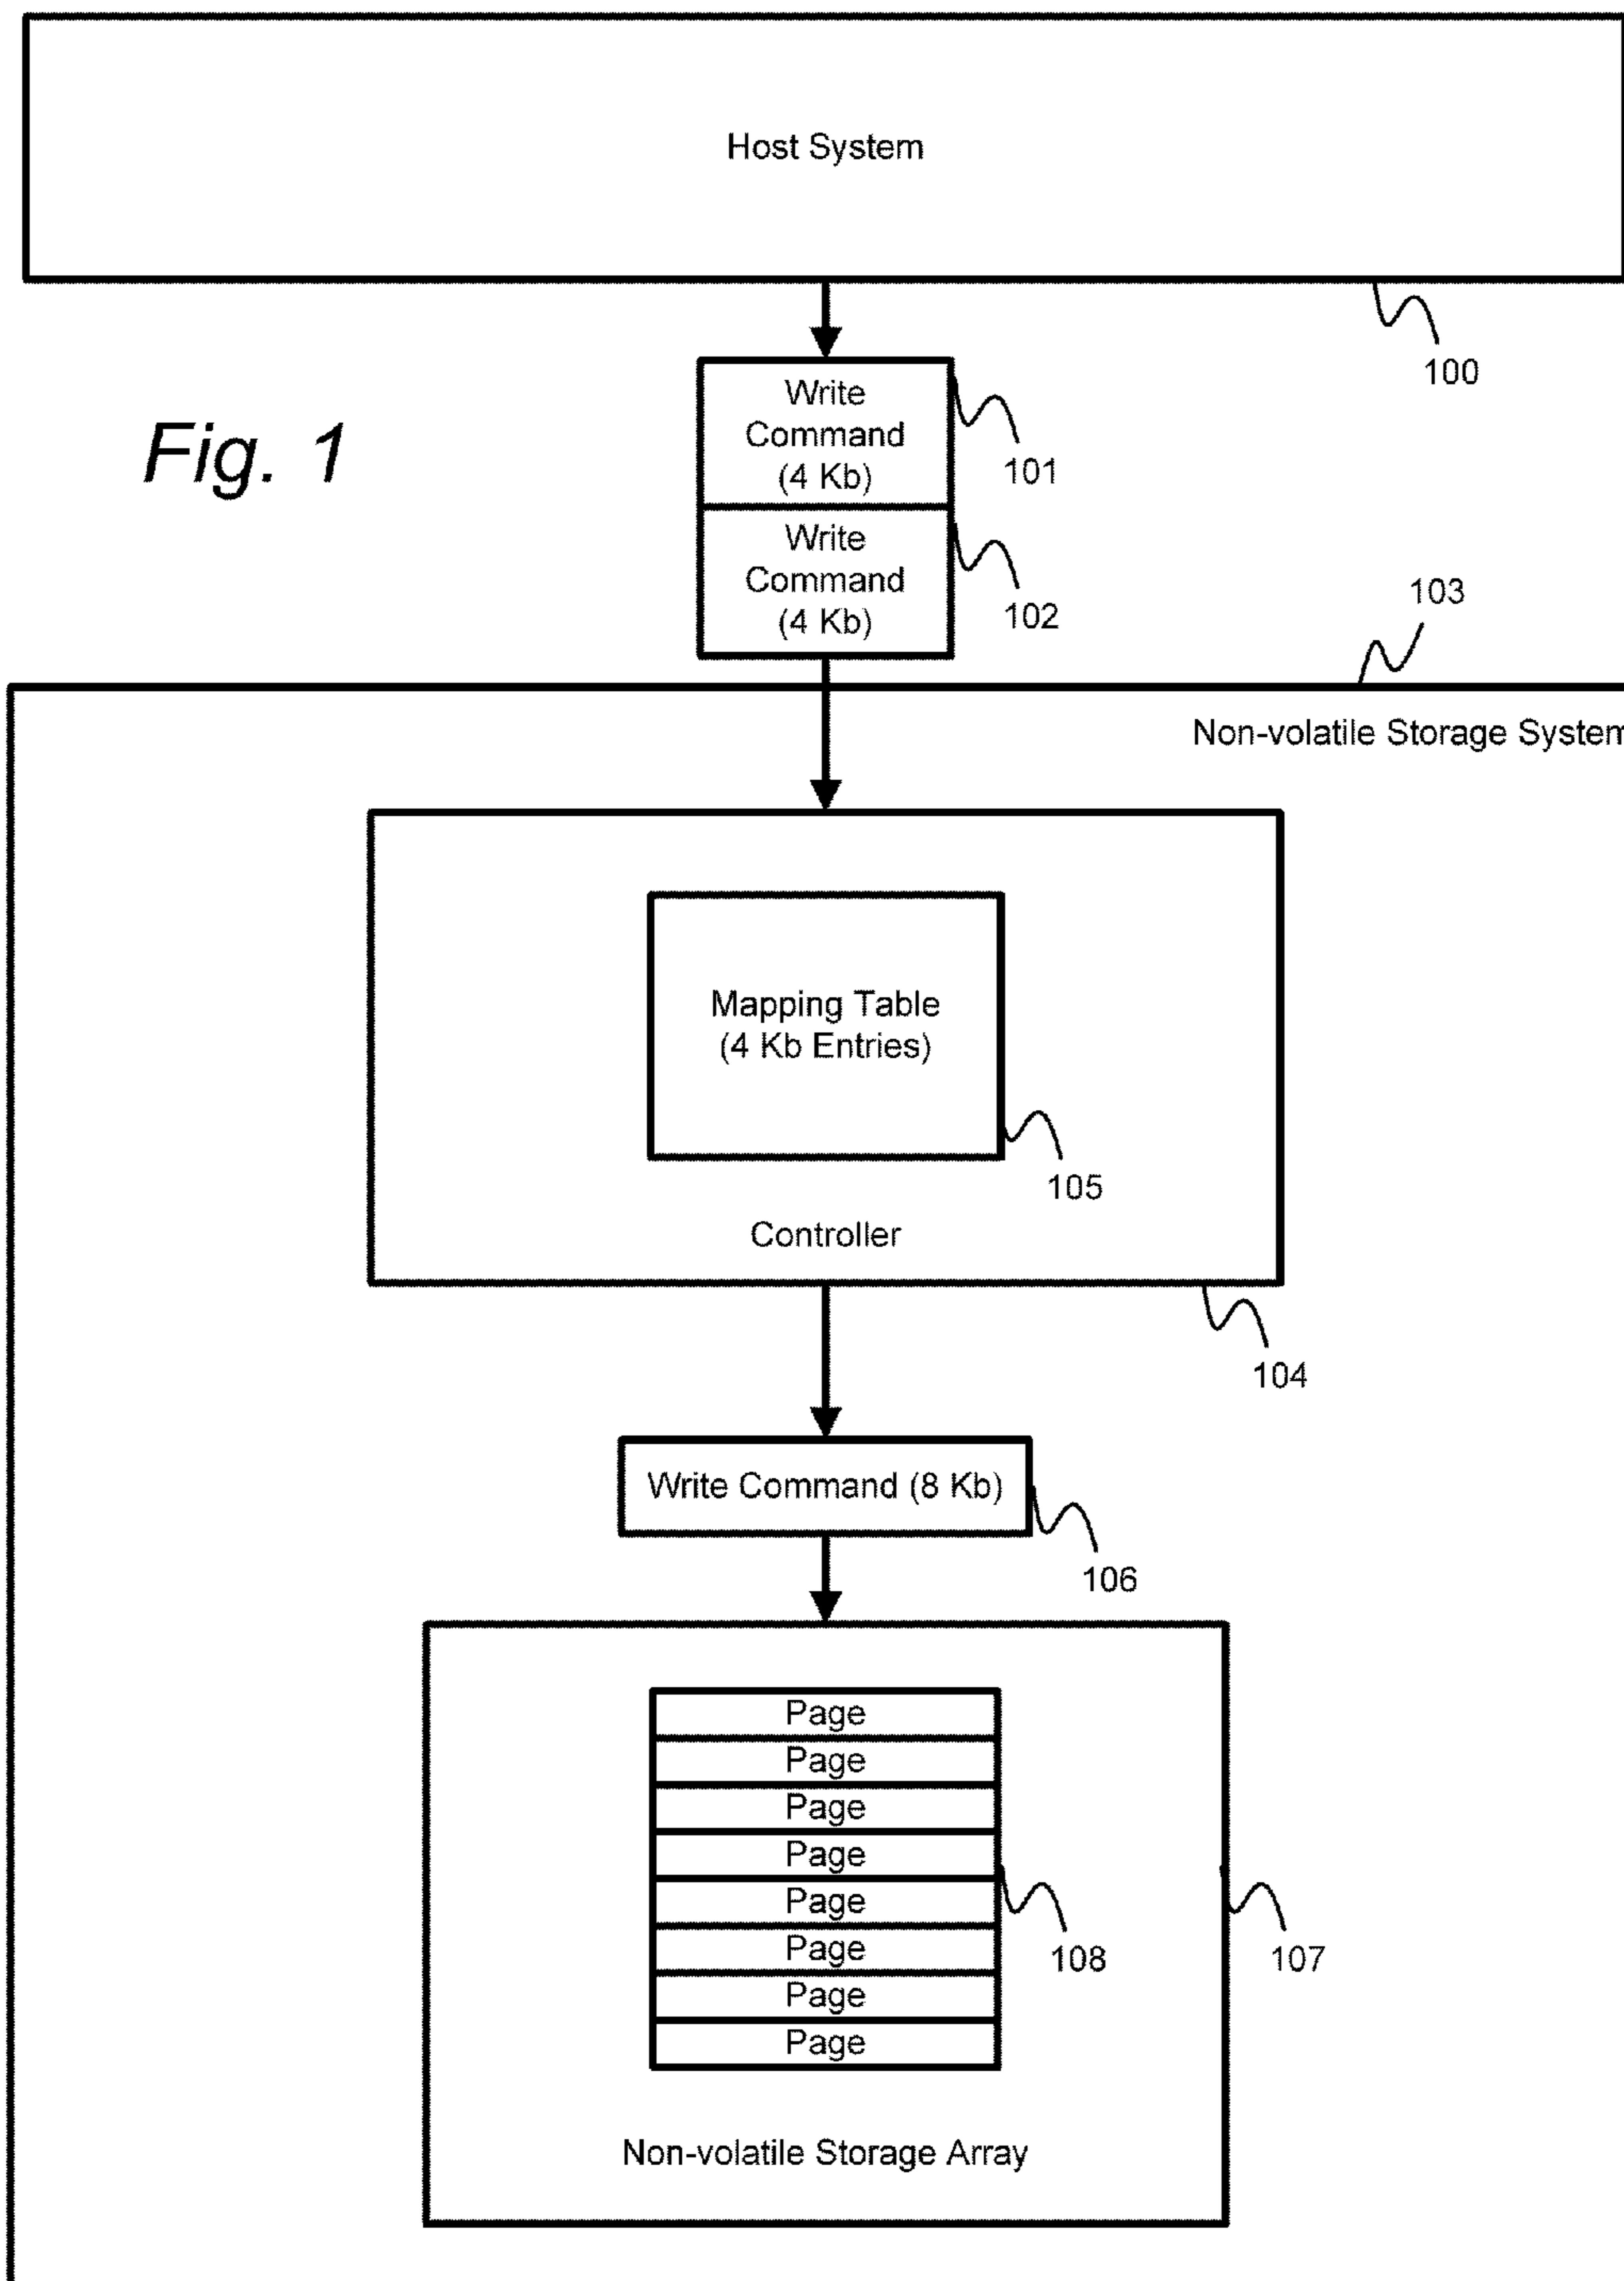 Host System
100
Fig. 1
Write
Command
(4 Kb)
101
Write
Command
(4 Kb)
102
103
Non-volatile Storage System
Mapping Table
(4 Kb Entries)
105
Controller
104
Write Command (8 Kb)
106
Page
Page
Page
Page
Page
Page
Page
Page
108
107
Non-volatile Storage Array